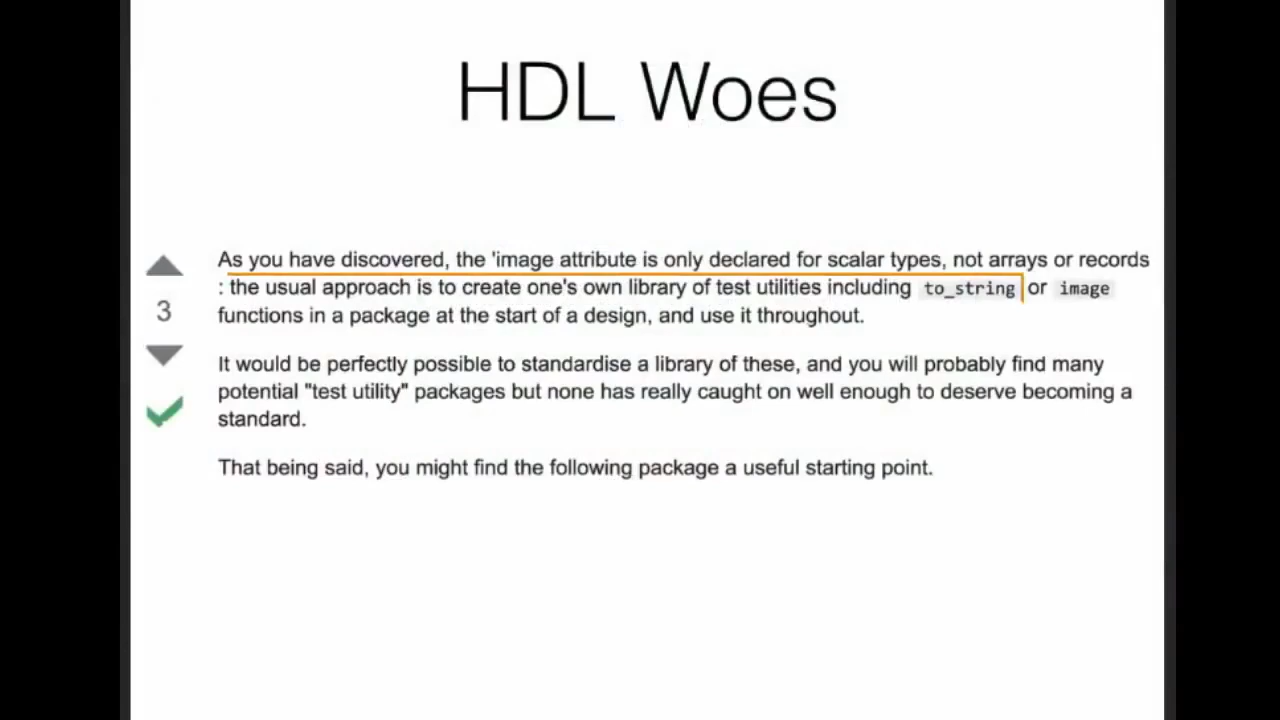 HDL Woes
As you have discovered, the 'image attribute is only declared for scalar types, not arrays or records
: the usual approach is to create one's own library of test utilities including to_string or image
3
functions in a package at the start of a design, and use it throughout.
It would be perfectly possible to standardise a library of these, and you will probably find many
potential "test utility" packages but none has really caught on well enough to deserve becoming a
standard.
That being said, you might find the following package a useful starting point.